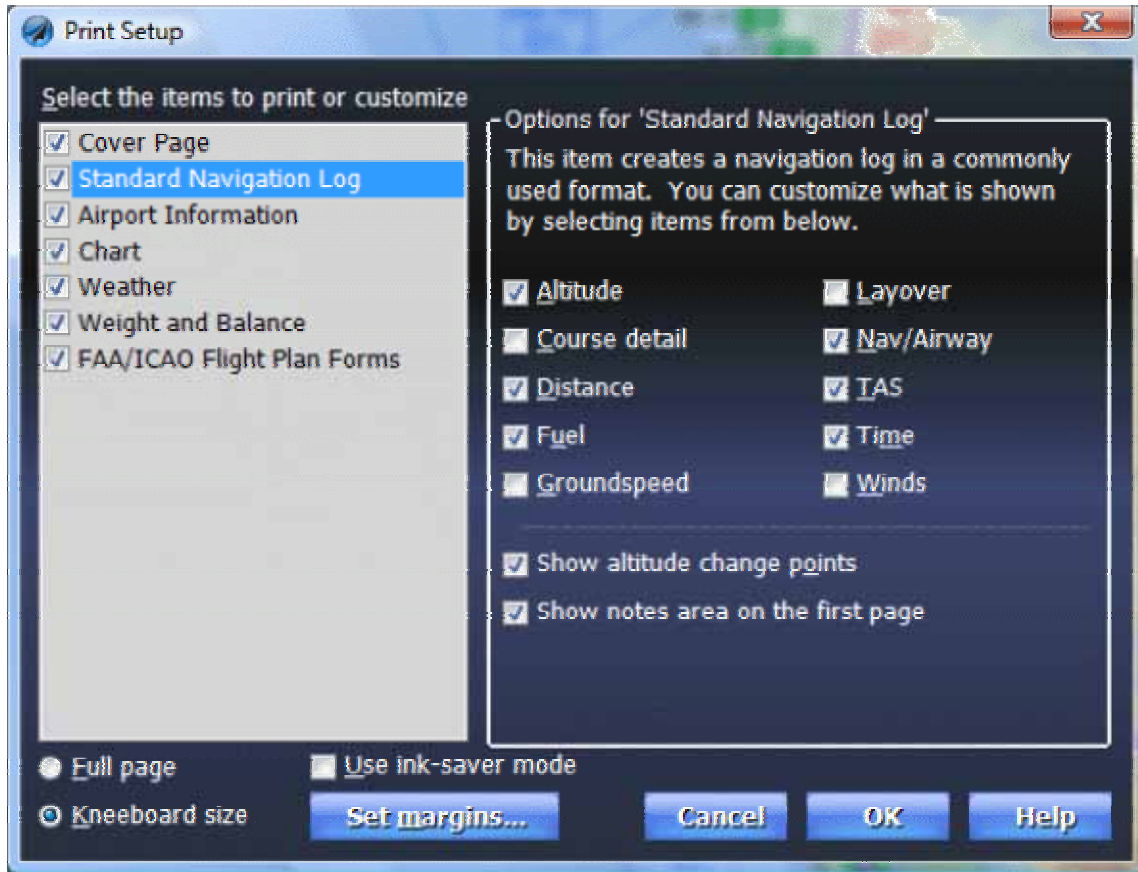 Print Setup
Select the items to print or customize
Cover Page
Standard Navigation Log
Airport Information
Chart
Weather
Weight and Balance
FAA/ICAO Flight Plan Forms
Options for 'Standard Navigation Log'
This item creates a navigation log in a commonly
used format. You can customize what is shown
by selecting items from below.
Altitude
Layover
Course detail
Nav/Airway
Distance
TAS
Fuel
Time
Groundspeed
Winds
Show altitude change points
Show notes area on the first page
Full page
Use ink-saver mode
Kneeboard size
Set margins...
Cancel
OK
Help